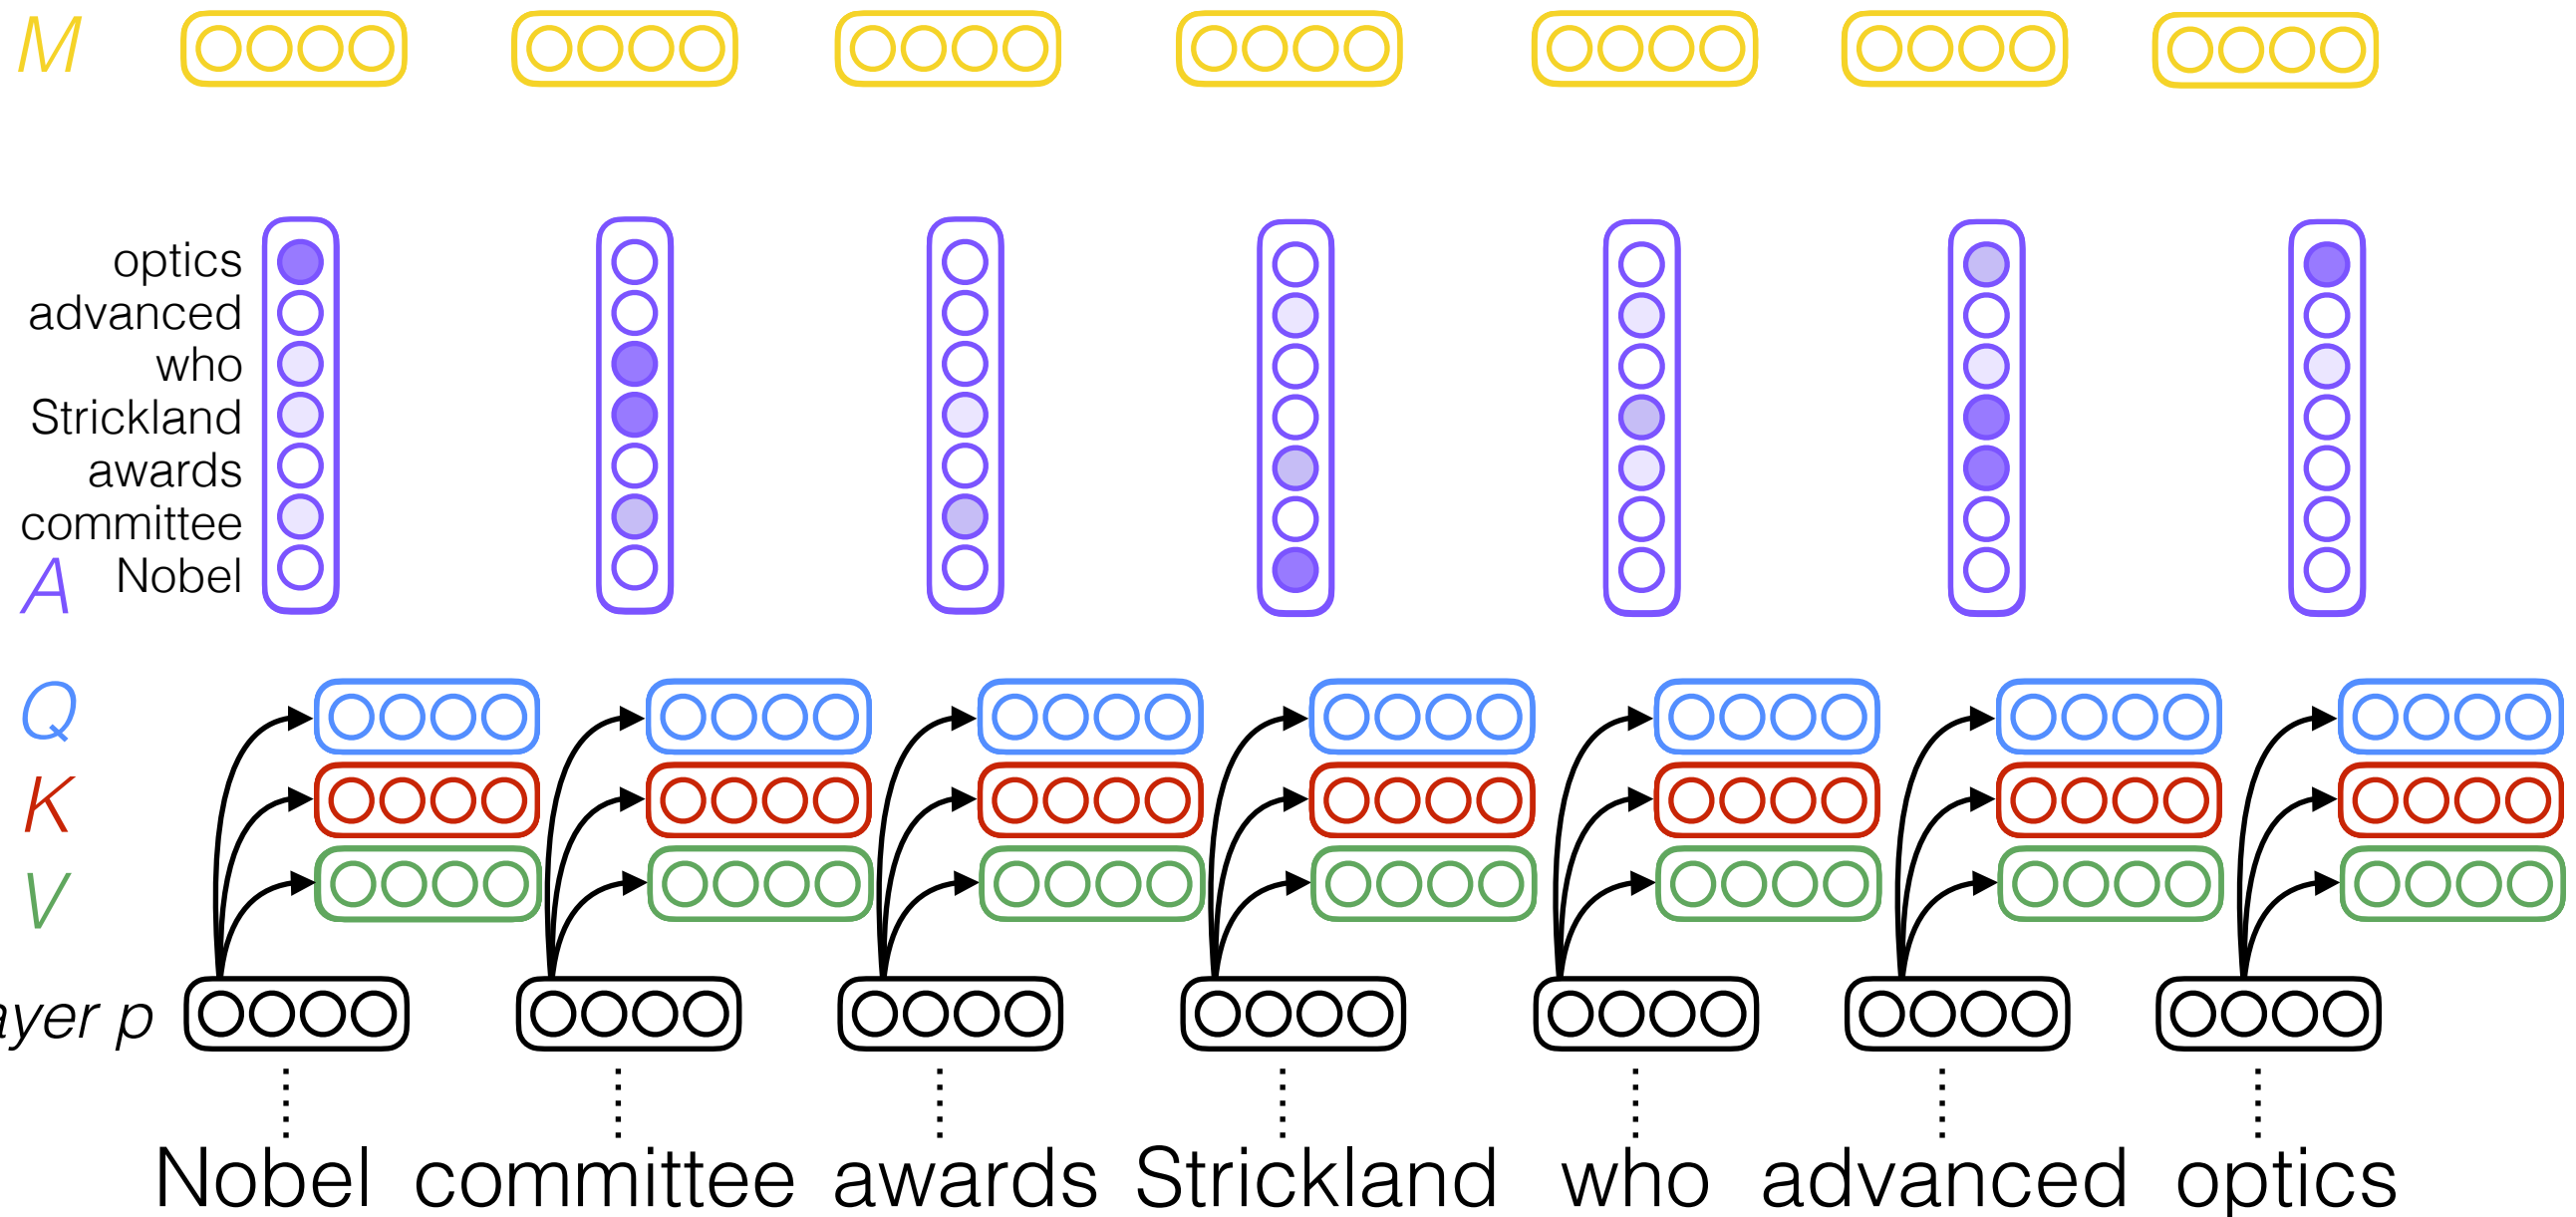 M
optics
advanced
who
Strickland
awards
committee
A Nobel
Q
K
V
ayer p
Nobel committee awards Strickland who advanced optics